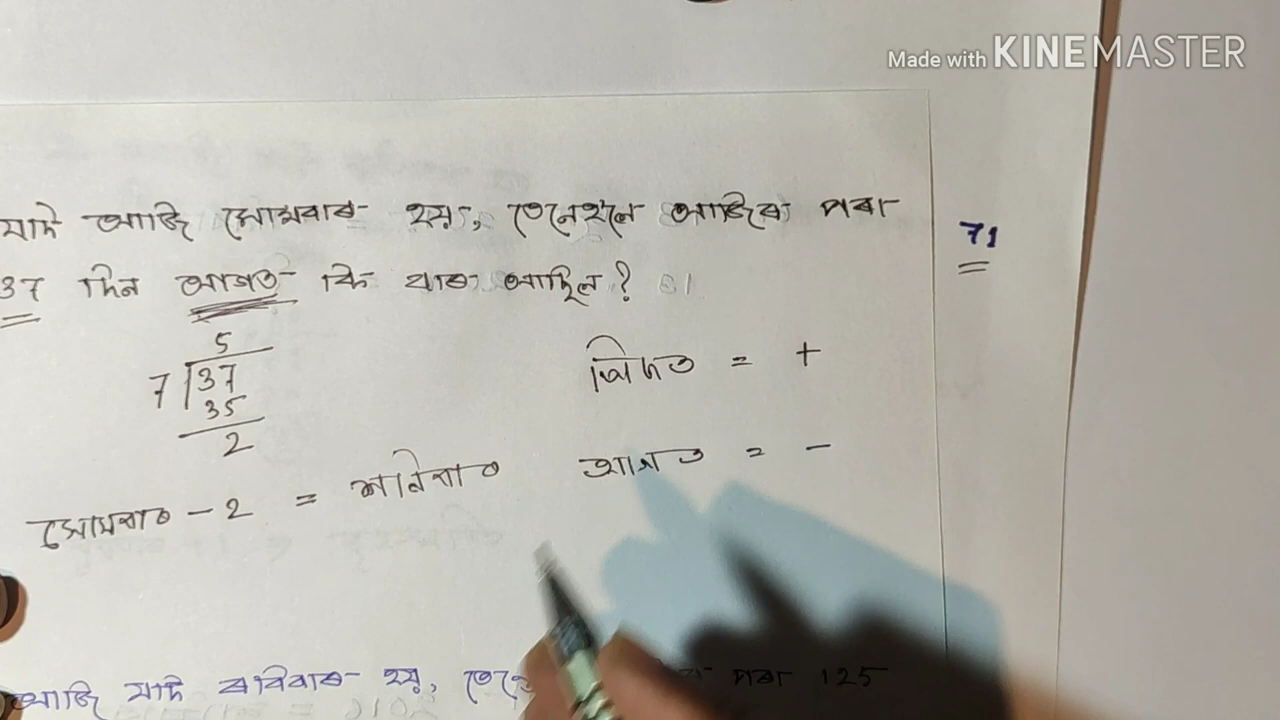 Made with KINEMASTER
যদি আজি সোমবাৰ হয়, তেনেহলে আজিৰ পৰা
37 দিন আগত কি বাৰ আছিল?
71
5
7 37
35
2
পিছত = +
আগত = -
সোমবাৰ - 2 = শনিবাৰ
আজি যদি ৰবিবাৰ হয়, পৰা 125